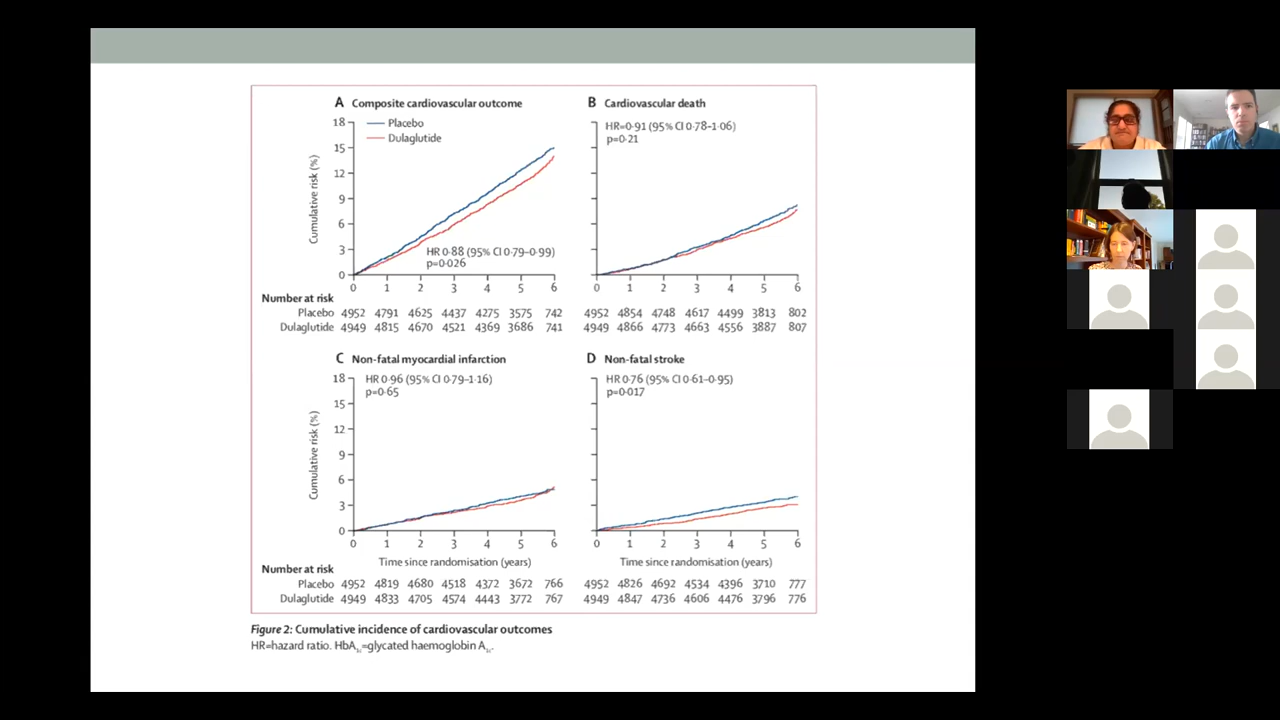 A Composite cardiovascular outcome
18
15
12
9
6
3
0
Cumulative risk (%)
Placebo
Dulaglutide
HR 0·88 (95% CI 0·79–0·99)
p=0·026
0 1 2 3 4 5 6
B Cardiovascular death
HR=0·91 (95% CI 0·78–1·06)
p=0·21
0 1 2 3 4 5 6
Number at risk
Placebo 4952 4791 4625 4437 4275 3575 742
Dulaglutide 4949 4815 4670 4521 4369 3686 741
4952 4854 4748 4617 4499 3813 802
4949 4866 4773 4663 4556 3887 807
C Non-fatal myocardial infarction
18
15
12
9
6
3
0
Cumulative risk (%)
HR 0·96 (95% CI 0·79–1·16)
p=0·65
0 1 2 3 4 5 6
Time since randomisation (years)
D Non-fatal stroke
HR 0·76 (95% CI 0·61–0·95)
p=0·017
0 1 2 3 4 5 6
Time since randomisation (years)
Number at risk
Placebo 4952 4819 4680 4518 4372 3672 766
Dulaglutide 4949 4833 4705 4574 4443 3772 767
4952 4826 4692 4534 4396 3710 777
4949 4847 4736 4606 4476 3796 776
Figure 2: Cumulative incidence of cardiovascular outcomes
HR=hazard ratio. HbA1c=glycated haemoglobin A1c.